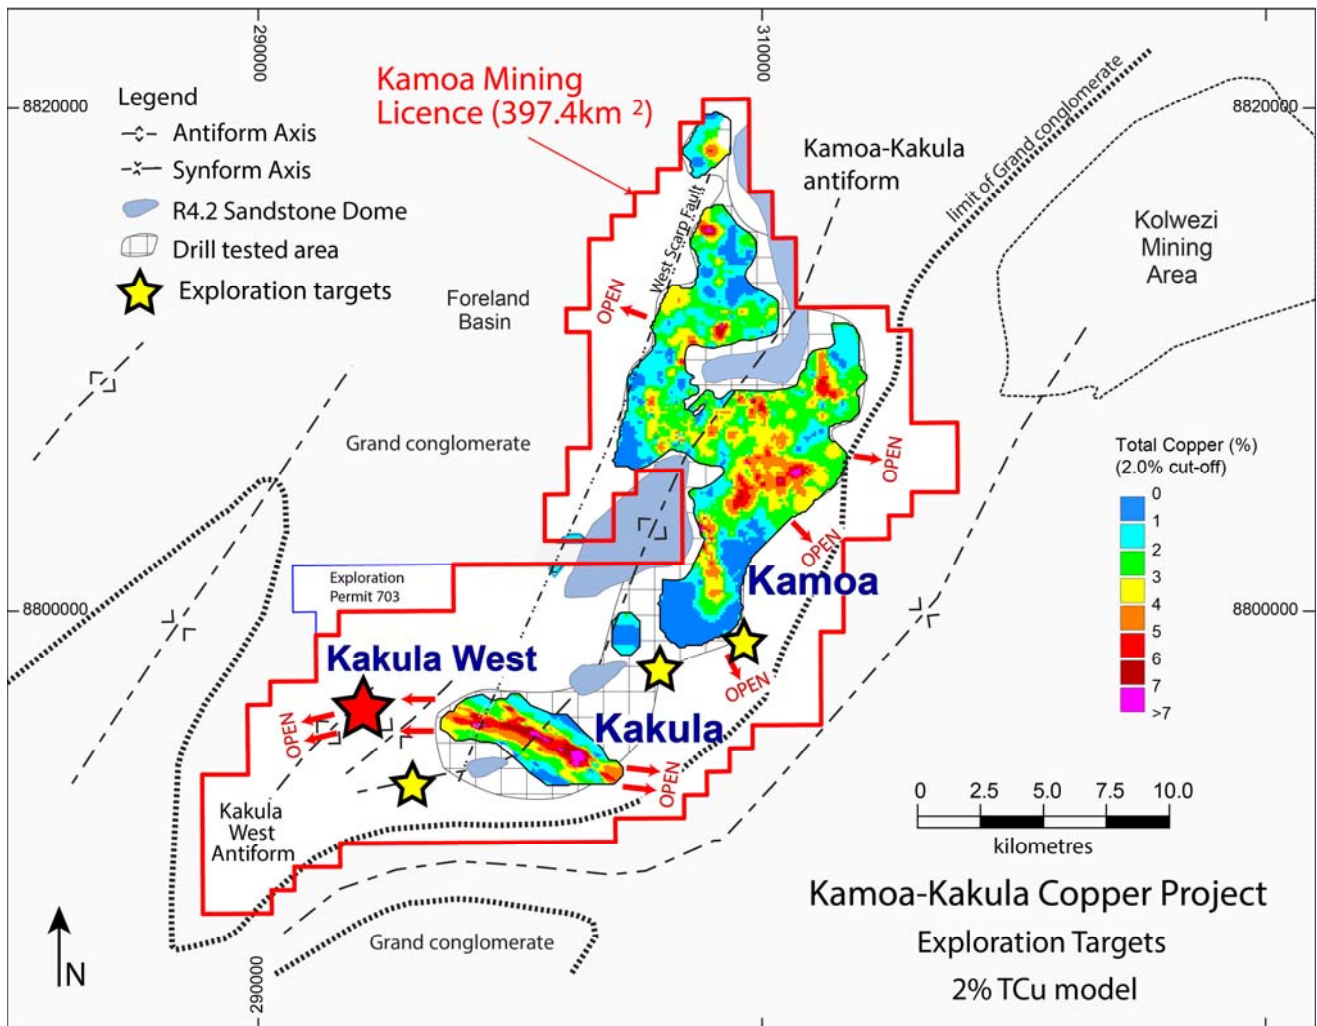 290000
310000
8820000
8820000
Legend
Antiform Axis
Synform Axis
R4.2 Sandstone Dome
Drill tested area
Exploration targets
Kamoa Mining
Licence (397.4km 2)
Kamoa-Kakula
antiform
limit of Grand conglomerate
Kolwezi
Mining
Area
West Scarp Fault
Foreland
Basin
OPEN
Grand conglomerate
OPEN
OPEN
Total Copper (%)
(2.0% cut-off)
0
1
2
3
4
5
6
7
>7
Exploration
Permit 703
Kamoa
8800000
8800000
Kakula West
OPEN
OPEN
Kakula
OPEN
Kakula
West
Antiform
0 2.5 5.0 7.5 10.0
kilometres
Kamoa-Kakula Copper Project
Exploration Targets
2% TCu model
Grand conglomerate
N
290000